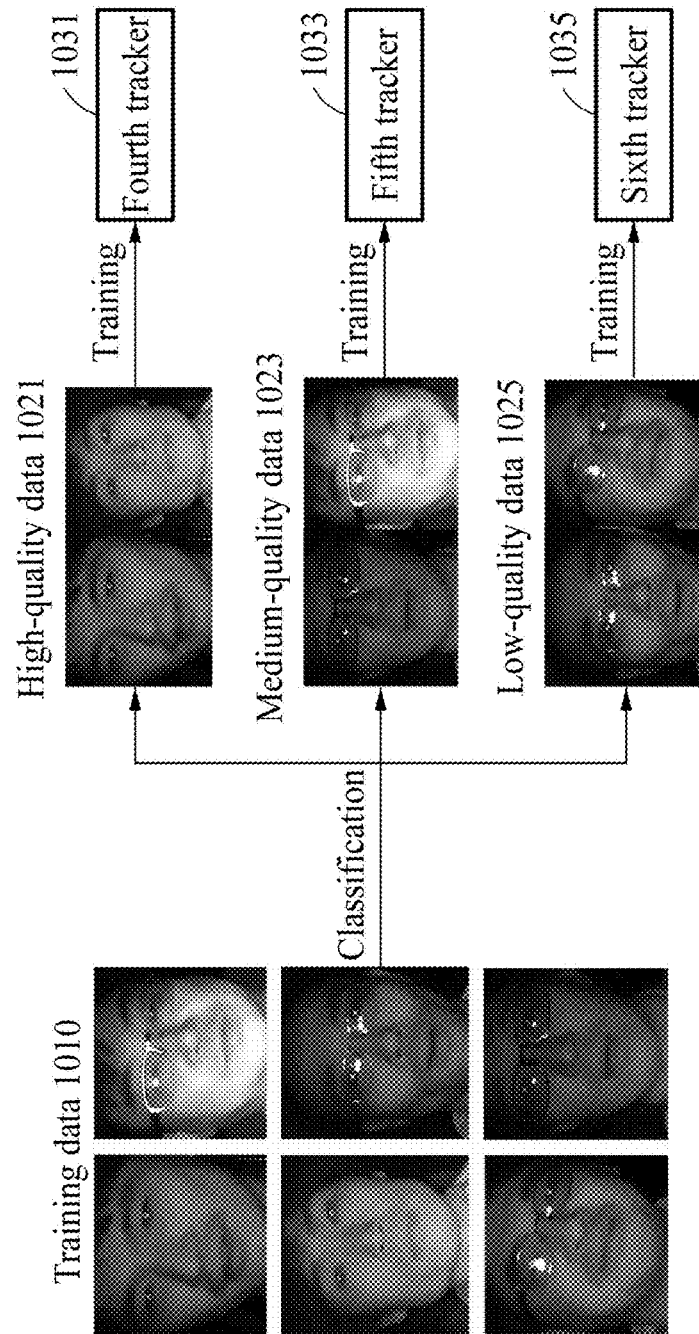 Training data 1010
Classification
High-quality data 1021
Training
1031
Fourth tracker
Medium-quality data 1023
Training
1033
Fifth tracker
Low-quality data 1025
Training
1035
Sixth tracker